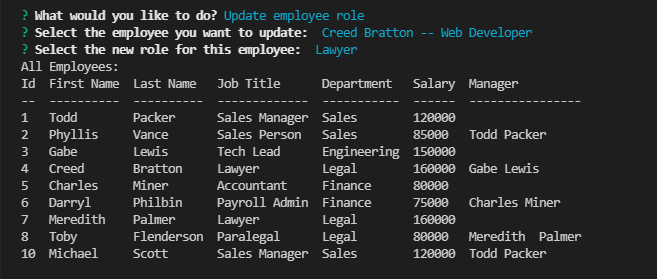 ? What would you like to do? Update employee role
? Select the employee you want to update:  Creed Bratton -- Web Developer
? Select the new role for this employee:  Lawyer
All Employees:
Id  First Name  Last Name   Job Title      Department   Salary  Manager
--  ----------  ----------  -------------  -----------  ------  ----------------
1   Todd        Packer      Sales Manager  Sales        120000
2   Phyllis     Vance       Sales Person   Sales        85000   Todd Packer
3   Gabe        Lewis       Tech Lead      Engineering  150000
4   Creed       Bratton     Lawyer         Legal        160000  Gabe Lewis
5   Charles     Miner       Accountant     Finance      80000
6   Darryl      Philbin     Payroll Admin  Finance      75000   Charles Miner
7   Meredith    Palmer      Lawyer         Legal        160000
8   Toby        Flenderson  Paralegal      Legal        80000   Meredith  Palmer
10  Michael     Scott       Sales Manager  Sales        120000  Todd Packer